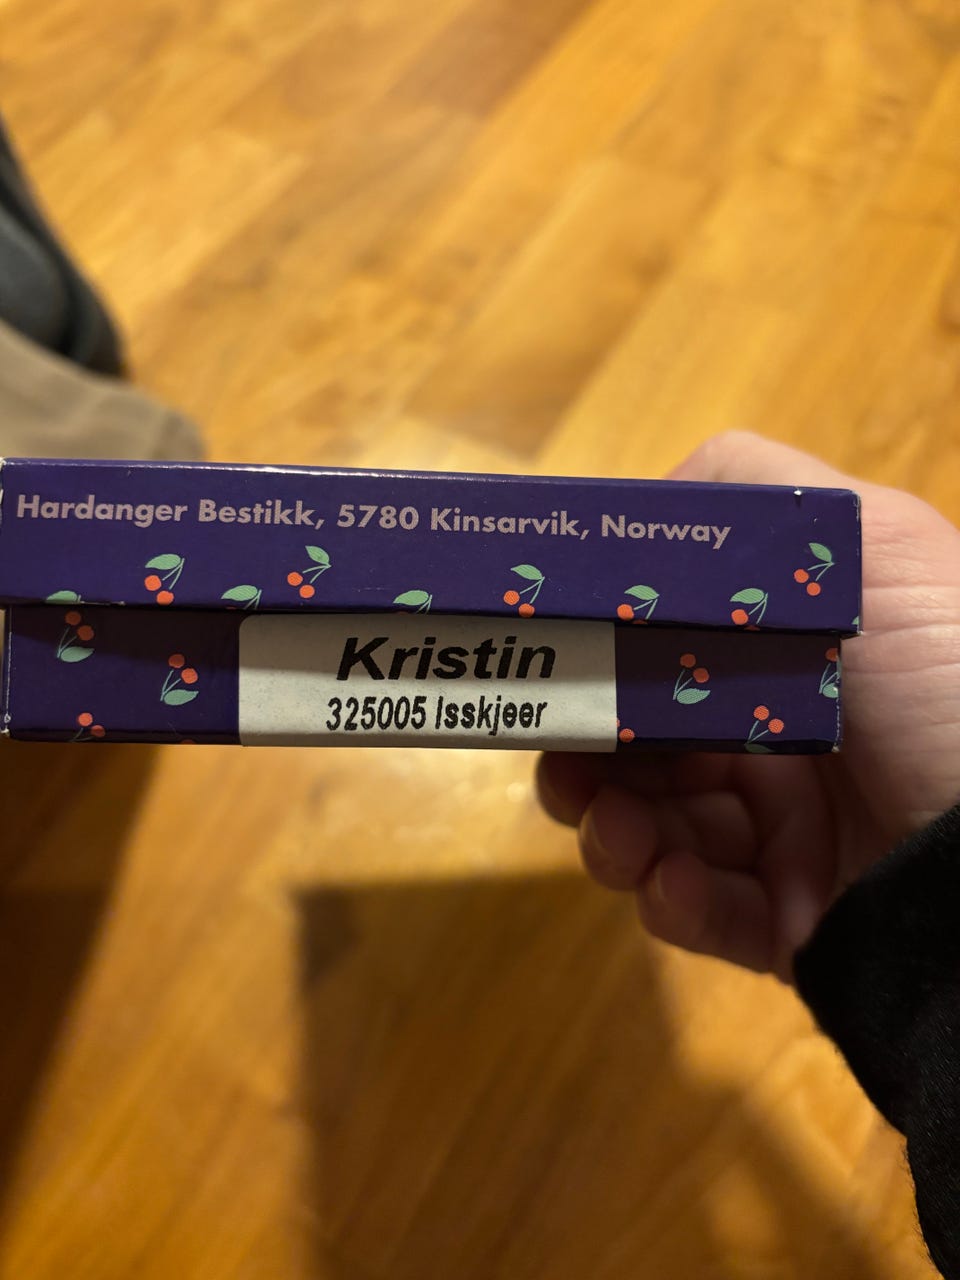 Hardanger Bestikk, 5780 Kinsarvik, Norway
Kristin
325005 Isskjeer